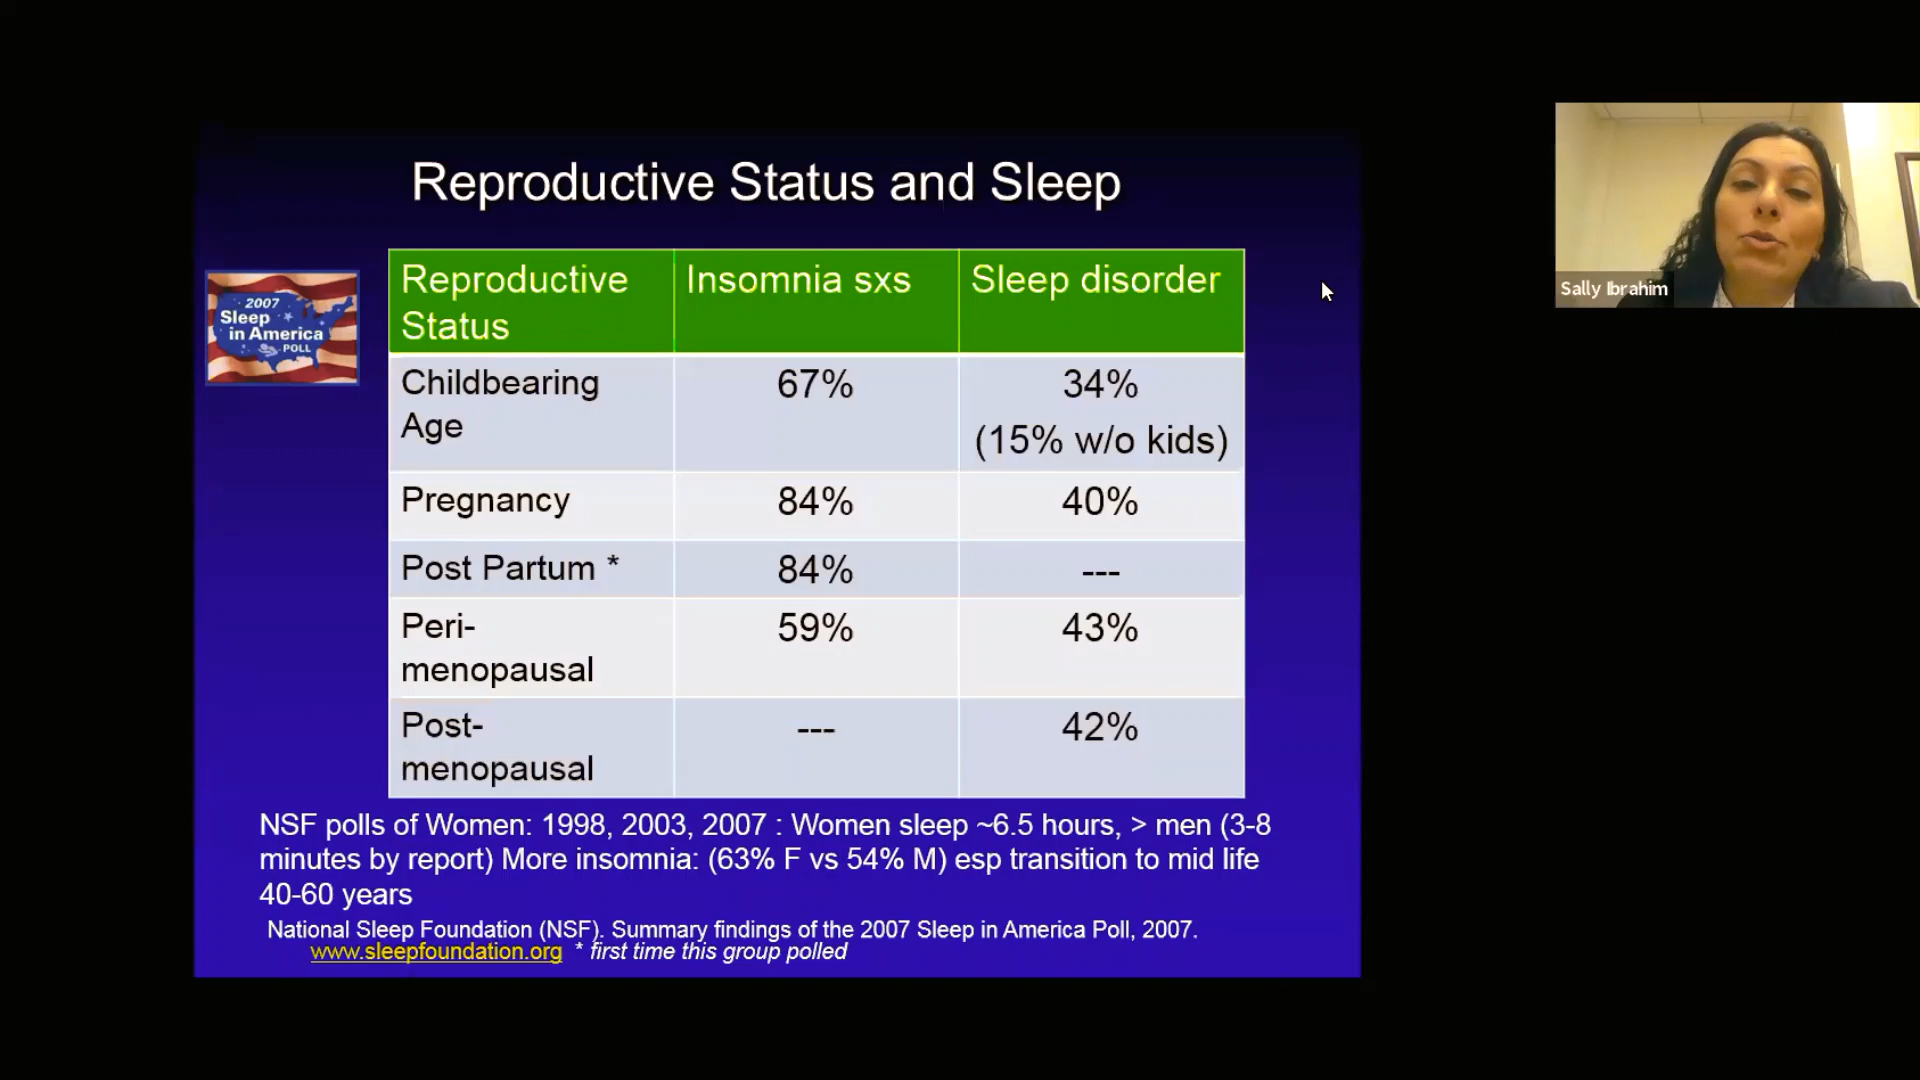 Reproductive Status and Sleep
2007
Sleep
in America
POLL
Reproductive
Status
Insomnia sxs
Sleep disorder
Childbearing
Age
67%
34%
(15% w/o kids)
Pregnancy
84%
40%
Post Partum *
84%
---
Peri-
menopausal
59%
43%
Post-
menopausal
---
42%
NSF polls of Women: 1998, 2003, 2007 : Women sleep ~6.5 hours, > men (3-8
minutes by report) More insomnia: (63% F vs 54% M) esp transition to mid life
40-60 years
National Sleep Foundation (NSF). Summary findings of the 2007 Sleep in America Poll, 2007.
www.sleepfoundation.org * first time this group polled
Sally Ibrahim